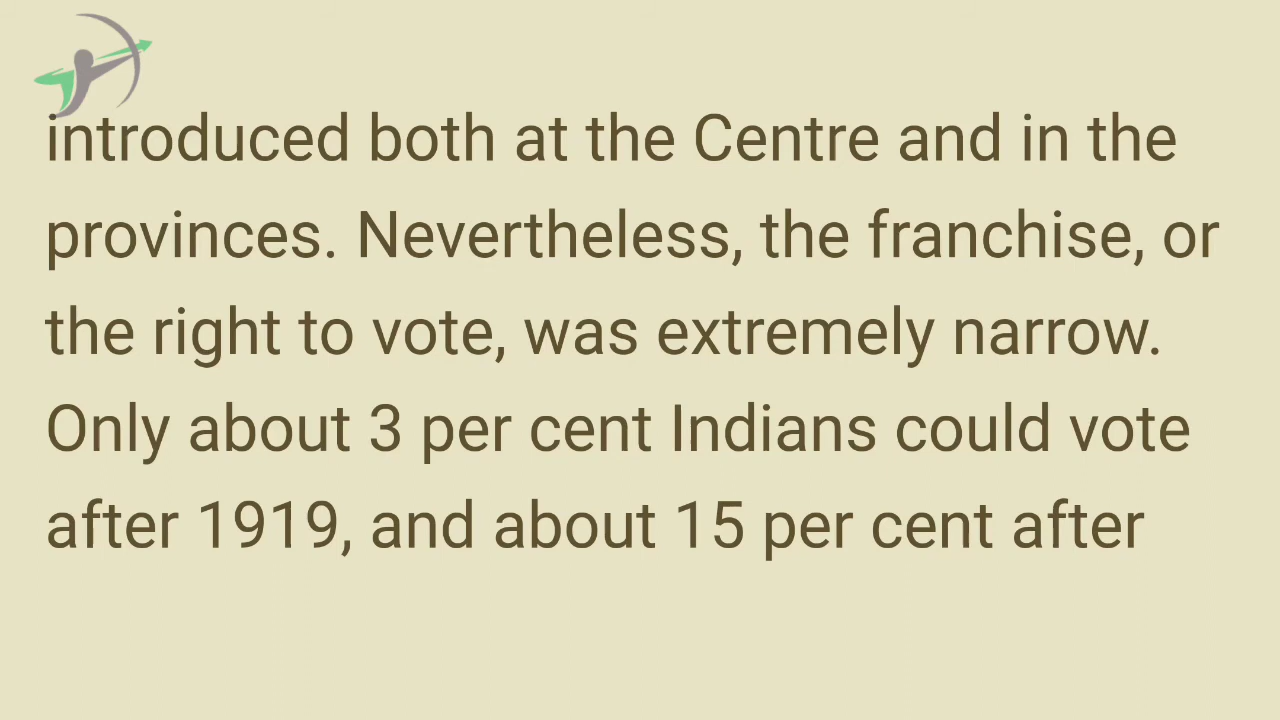 introduced both at the Centre and in the
provinces. Nevertheless, the franchise, or
the right to vote, was extremely narrow.
Only about 3 per cent Indians could vote
after 1919, and about 15 per cent after